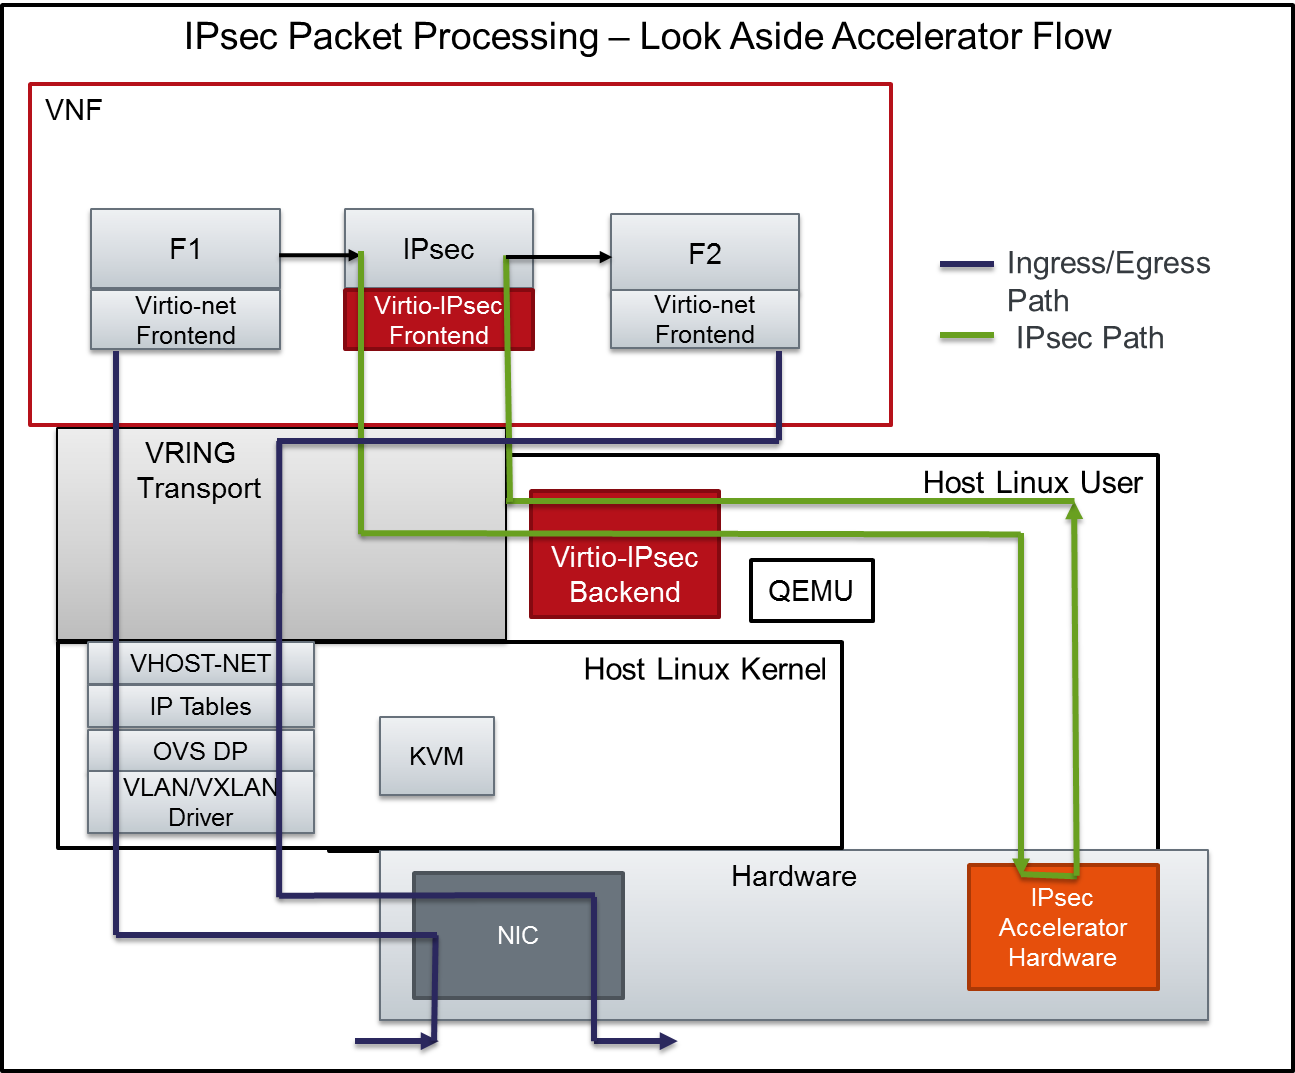 IPsec Packet Processing – Look Aside Accelerator Flow
VNF
F1
Virtio-net
Frontend
IPsec
Virtio-IPsec
Frontend
F2
Virtio-net
Frontend
Ingress/Egress
Path
IPsec Path
VRING
Transport
Host Linux User
Virtio-IPsec
Backend
QEMU
VHOST-NET
IP Tables
OVS DP
VLAN/VXLAN
Driver
Host Linux Kernel
KVM
Hardware
NIC
IPsec
Accelerator
Hardware